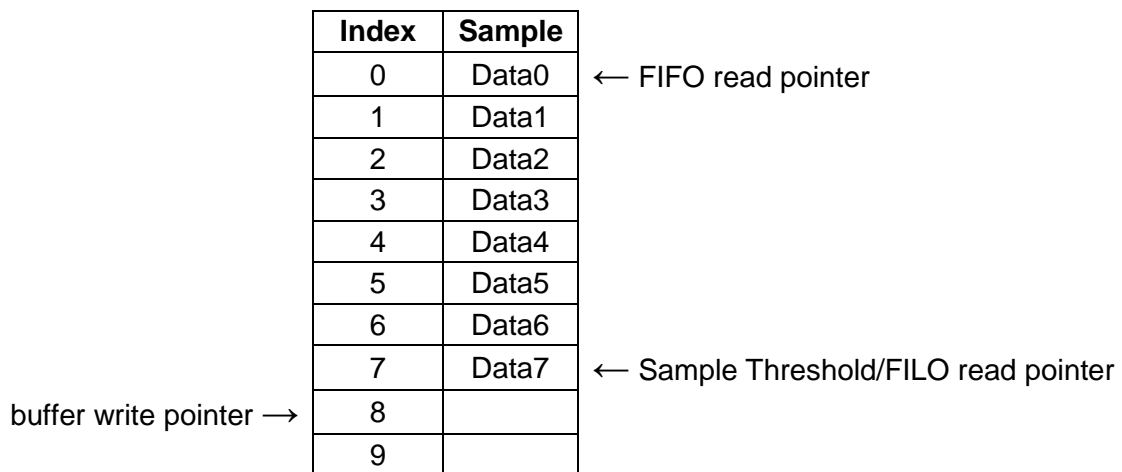 Index Sample
0 Data0 ← FIFO read pointer
1 Data1
2 Data2
3 Data3
4 Data4
5 Data5
6 Data6
7 Data7 ← Sample Threshold/FILO read pointer
buffer write pointer → 8
9